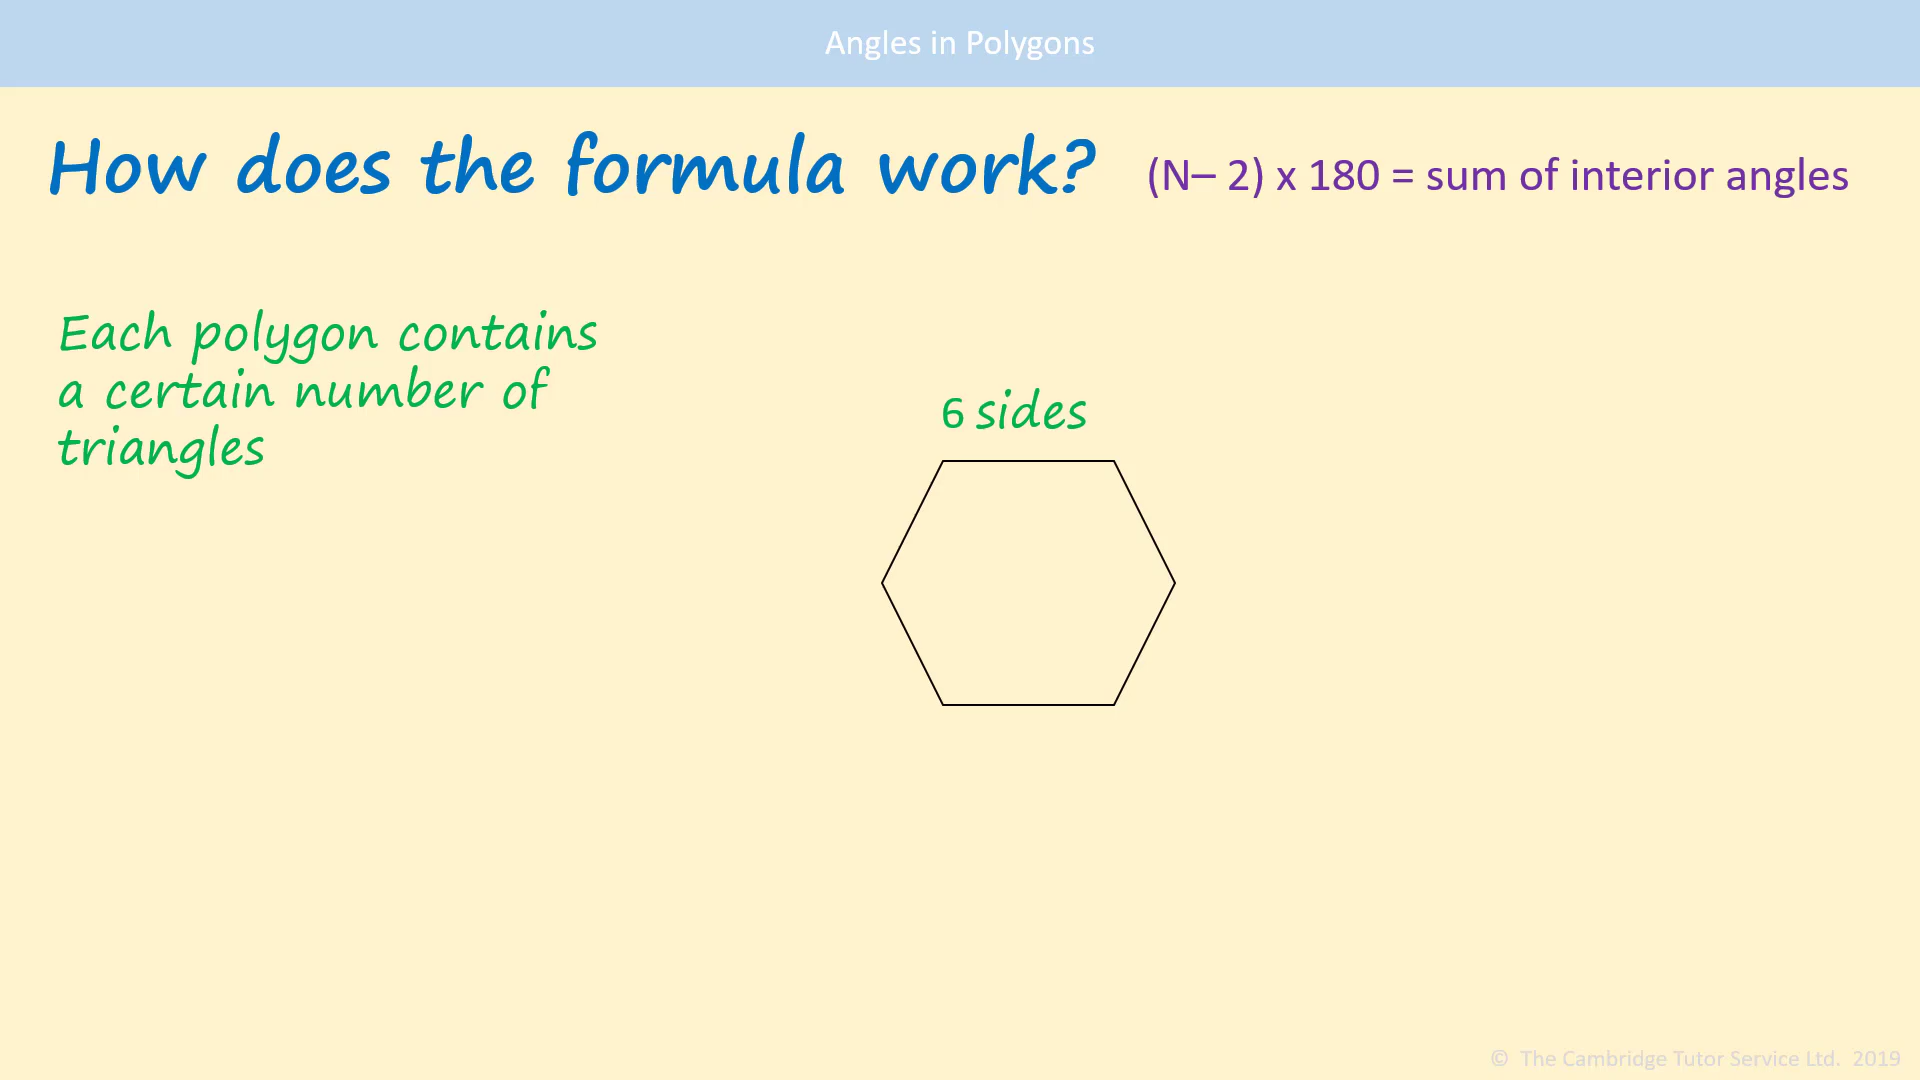 Angles in Polygons
How does the formula work?
(N– 2) x 180 = sum of interior angles
Each polygon contains
a certain number of
triangles
6 sides
© The Cambridge Tutor Service Ltd. 2019